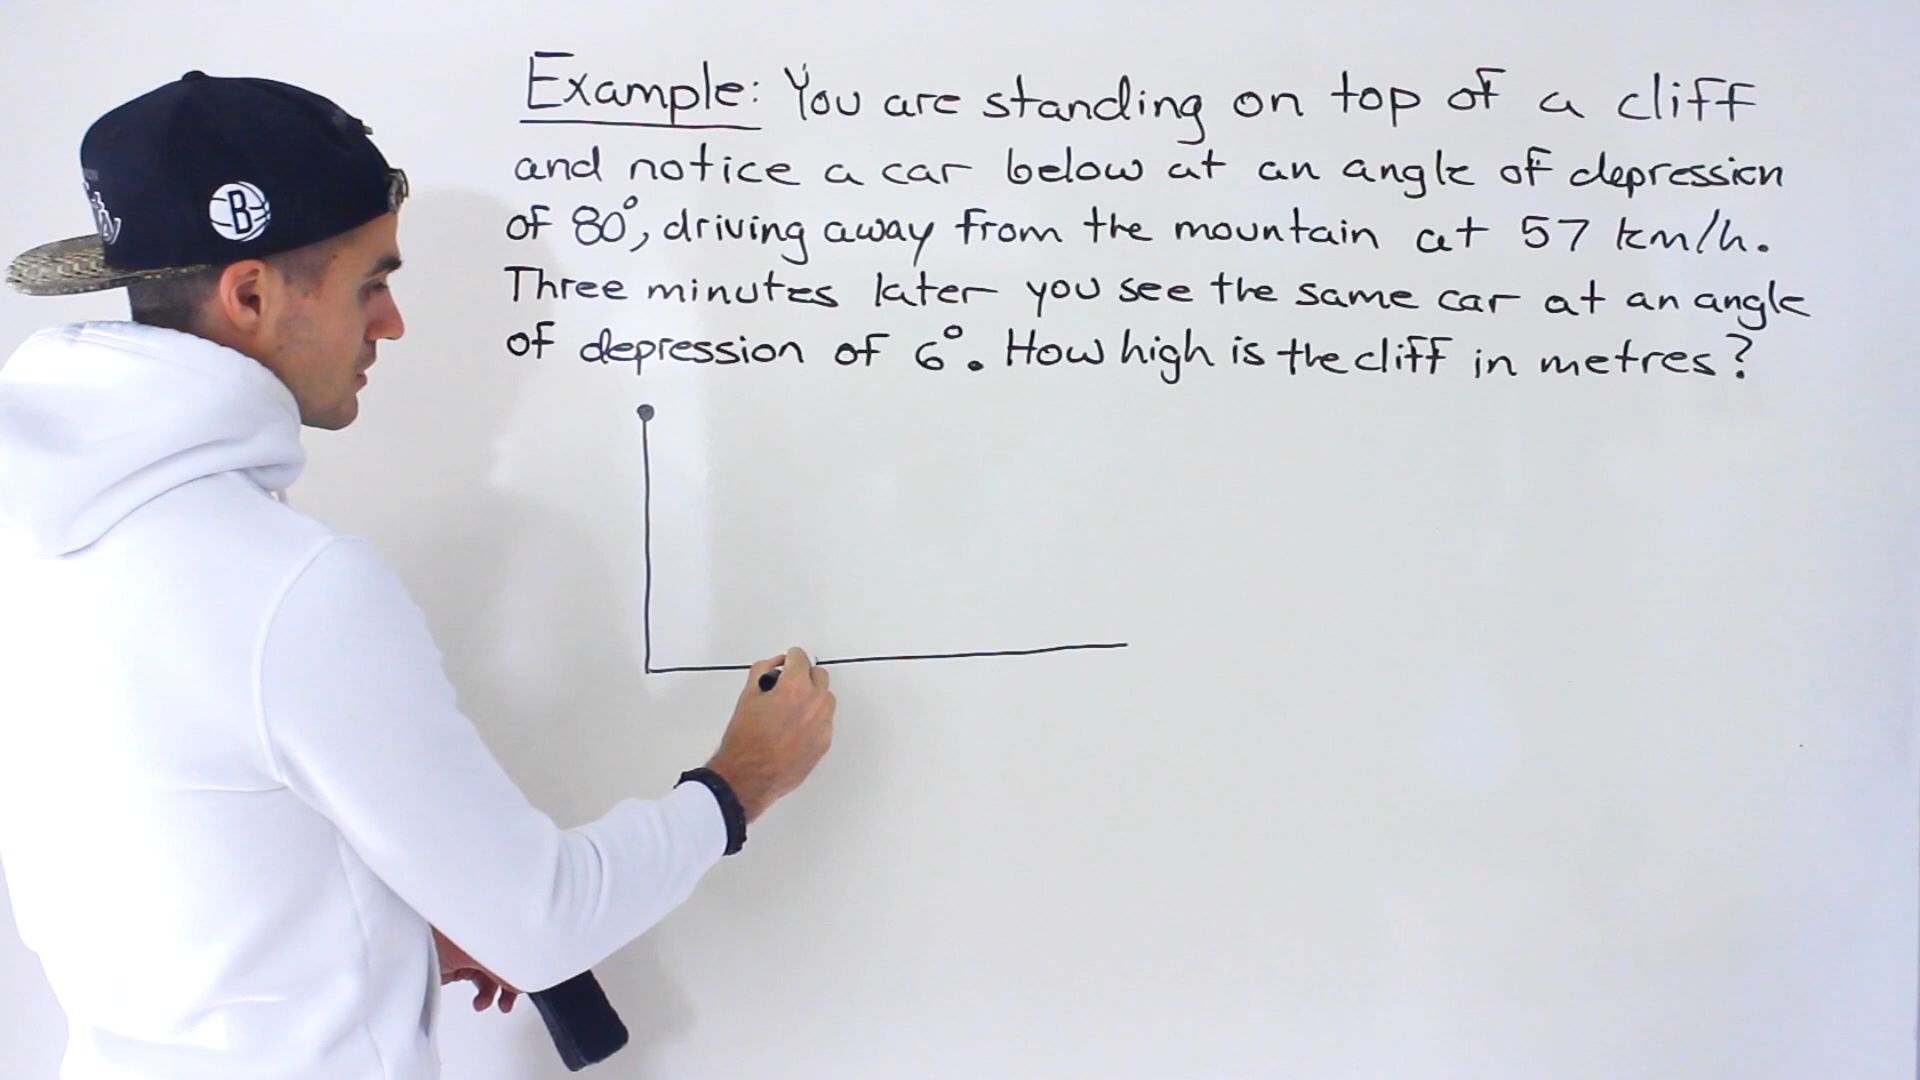 Example: You are standing on top of a cliff
and notice a car below at an angle of depression
of 80°, driving away from the mountain at 57 km/h.
Three minutes later you see the same car at an angle
of depression of 6°. How high is the cliff in metres?
B